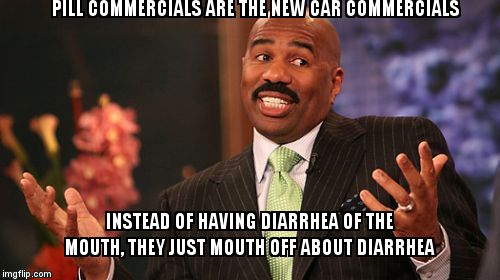 PILL COMMERCIALS ARE THE NEW CAR COMMERCIALS
INSTEAD OF HAVING DIARRHEA OF THE
MOUTH, THEY JUST MOUTH OFF ABOUT DIARRHEA
imgflip.com